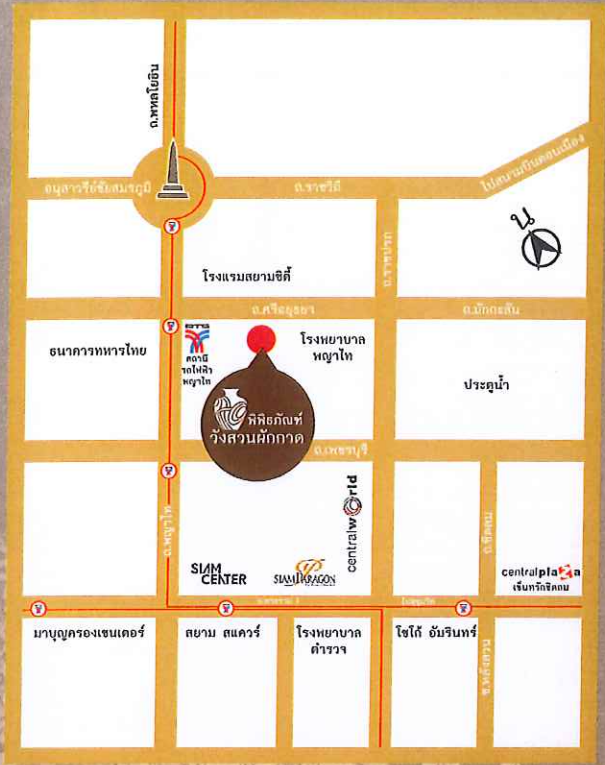 ถ.พหลโยธิน
อนุสาวรีย์ชัยสมรภูมิ
ถ.ราชวิถี
ไปสนามบินดอนเมือง
น
โรงแรมสยามซิตี้
ถ.ราชปรารภ
ถ.ศรีอยุธยา
ถ.มักกะสัน
ธนาคารทหารไทย
BTS
สถานี
รถไฟฟ้า
พญาไท
โรงพยาบาล
พญาไท
ประตูน้ำ
พิพิธภัณฑ์
วังสวนผักกาด
ถ.เพชรบุรี
ถ.พญาไท
SIAM
CENTER
SIAM PARAGON
centralworld
ถ.ชิดลม
centralplaza
เซ็นทรัลชิดลม
ถ.พระราม 1
มาบุญครองเซนเตอร์
สยาม สแควร์
โรงพยาบาล
ตำรวจ
โซโก้ อัมรินทร์
ซ.หลังสวน